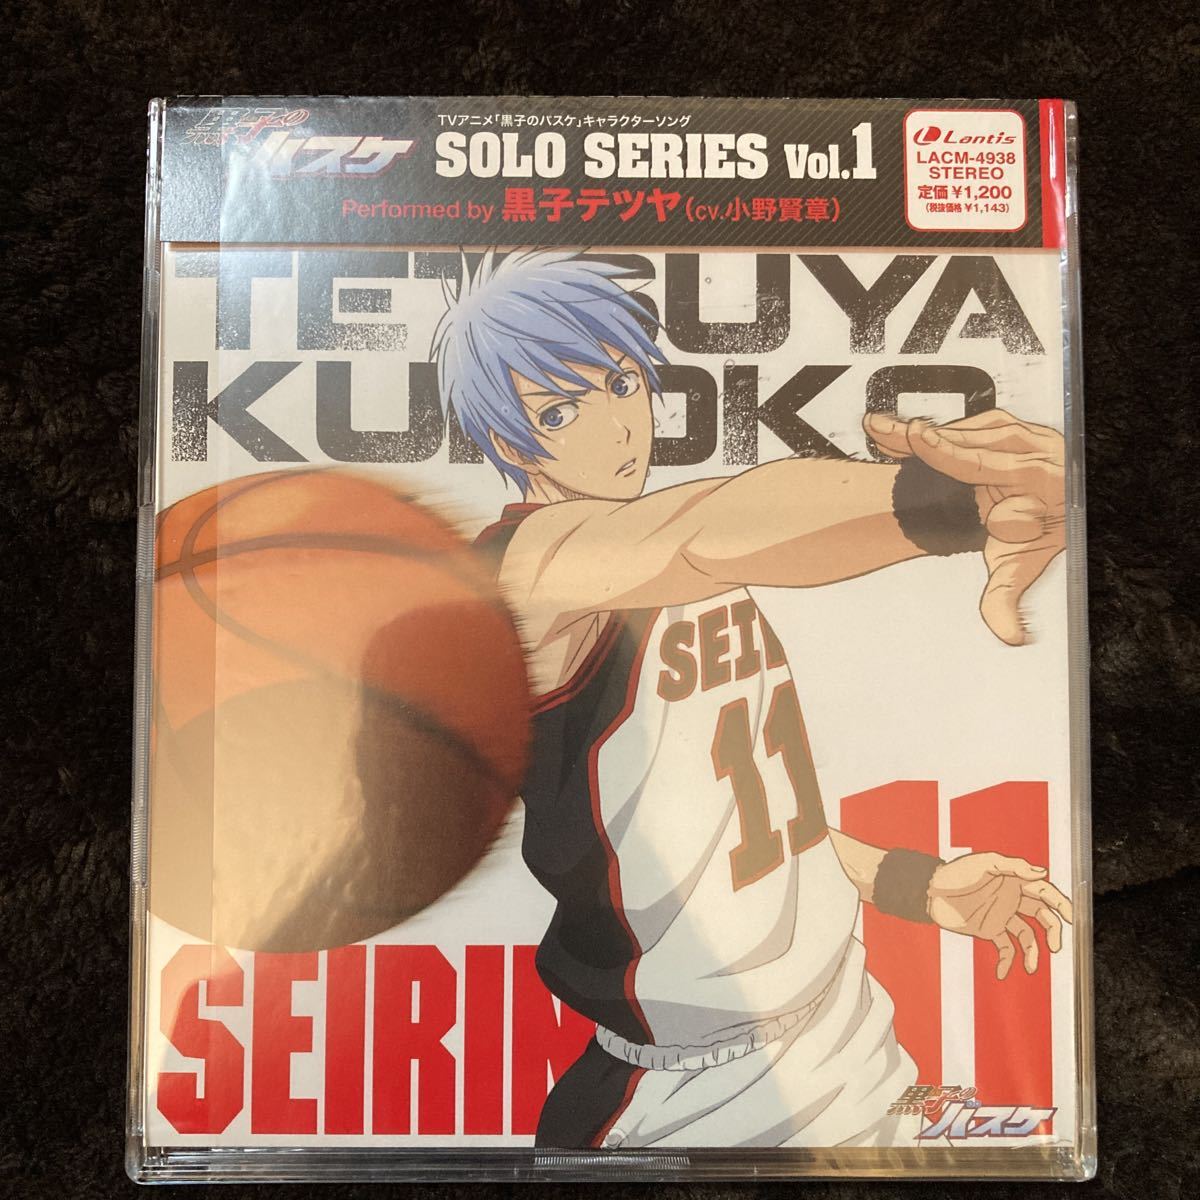 黒子のバスケ
TVアニメ「黒子のバスケ」キャラクターソング
SOLO SERIES Vol.1
Performed by 黒子テツヤ(cv.小野賢章)
Lantis
LACM-4938
STEREO
定価¥1,200
(税抜価格¥1,143)
TETSUYA
KUROKO
SEI
11
11
SEIRIN
黒子のバスケ